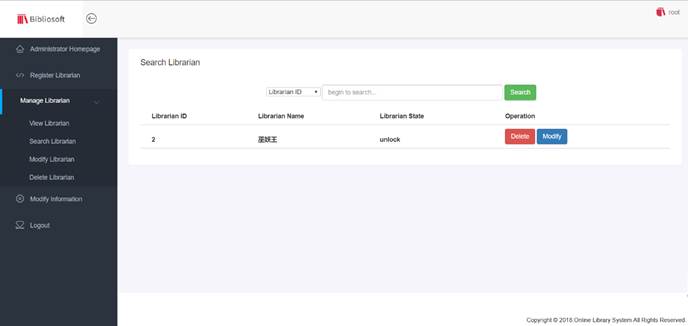 Bibliosoft
root
Administrator Homepage
Register Librarian
Manage Librarian
View Librarian
Search Librarian
Modify Librarian
Delete Librarian
Modify Information
Logout
Search Librarian
Librarian ID begin to search... Search
Librarian ID Librarian Name Librarian State Operation
2 巫妖王 unlock Delete Modify
Copyright © 2018.Online Library System All Rights Reserved.